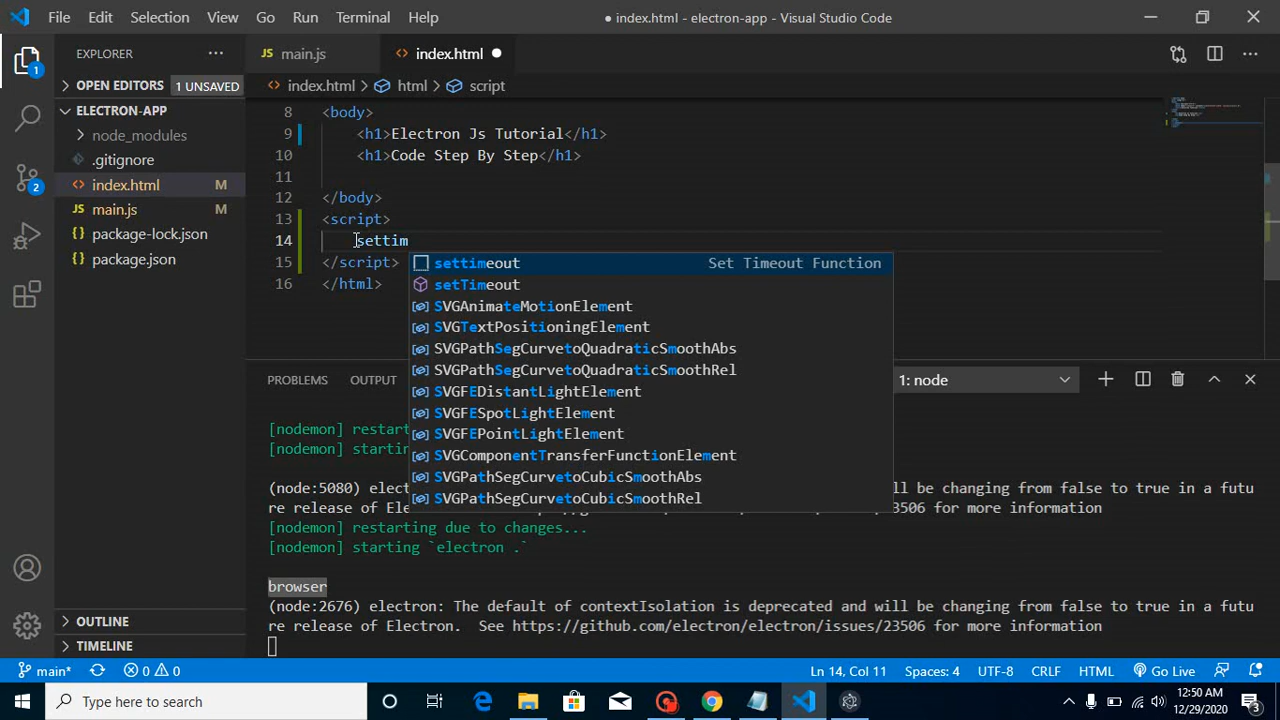 File Edit Selection View Go Run Terminal Help ● index.html - electron-app - Visual Studio Code
EXPLORER ... JS main.js <> index.html ●
OPEN EDITORS 1 UNSAVED
<> index.html > html > script
ELECTRON-APP
node_modules
.gitignore
<> index.html M
JS main.js M
{} package-lock.json
{} package.json
OUTLINE
TIMELINE
1
2
8 <body>
9 <h1>Electron Js Tutorial</h1>
10 <h1>Code Step By Step</h1>
11
12 </body>
13 <script>
14 settim
15 </script>
16 </html>
settimeout Set Timeout Function
setTimeout
SVGAnimateMotionElement
SVGTextPositioningElement
SVGPathSegCurvetoQuadraticSmoothAbs
SVGPathSegCurvetoQuadraticSmoothRel
SVGFEDistantLightElement
SVGFESpotLightElement
SVGFEPointLightElement
SVGComponentTransferFunctionElement
SVGPathSegCurvetoCubicSmoothAbs
SVGPathSegCurvetoCubicSmoothRel
PROBLEMS OUTPUT 1: node
[nodemon] restar
[nodemon] startin
(node:5080) elect ll be changing from false to true in a futu
re release of Ele 23506 for more information
[nodemon] restarting due to changes...
[nodemon] starting `electron .`
browser
(node:2676) electron: The default of contextIsolation is deprecated and will be changing from false to true in a futu
re release of Electron. See https://github.com/electron/electron/issues/23506 for more information
main* 0 0 Ln 14, Col 11 Spaces: 4 UTF-8 CRLF HTML Go Live
Type here to search 12:50 AM
12/29/2020 3